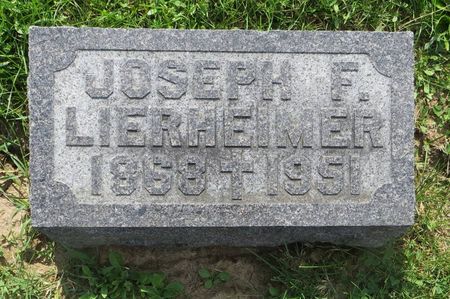 JOSEPH F.
LIERHEIMER
1868 † 1951